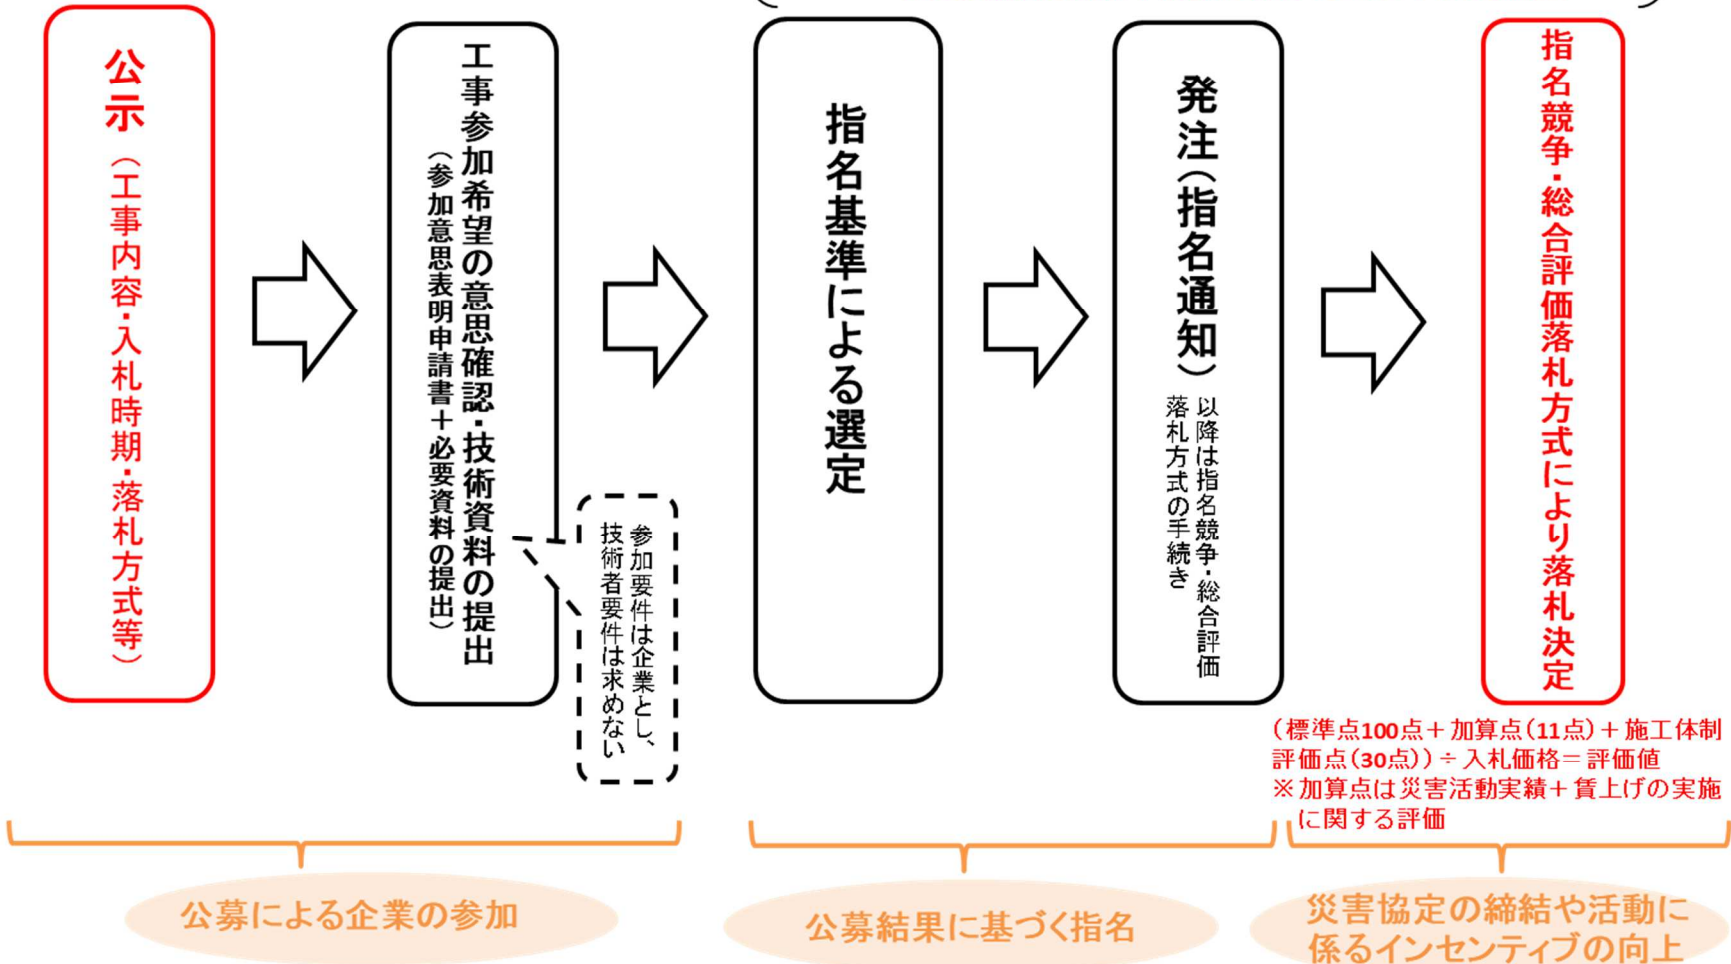 公示(工事内容・入札時期・落札方式等)
工事参加希望の意思確認・技術資料の提出
(参加意思表明申請書+必要資料の提出)
参加要件は企業とし、
技術者要件は求めない
指名基準による選定
発注(指名通知)
以降は指名競争・総合評価
落札方式の手続き
指名競争・総合評価落札方式により落札決定
(標準点100点+加算点(11点)+施工体制
評価点(30点))÷入札価格=評価値
※加算点は災害活動実績+賃上げの実施
に関する評価
公募による企業の参加
公募結果に基づく指名
災害協定の締結や活動に
係るインセンティブの向上